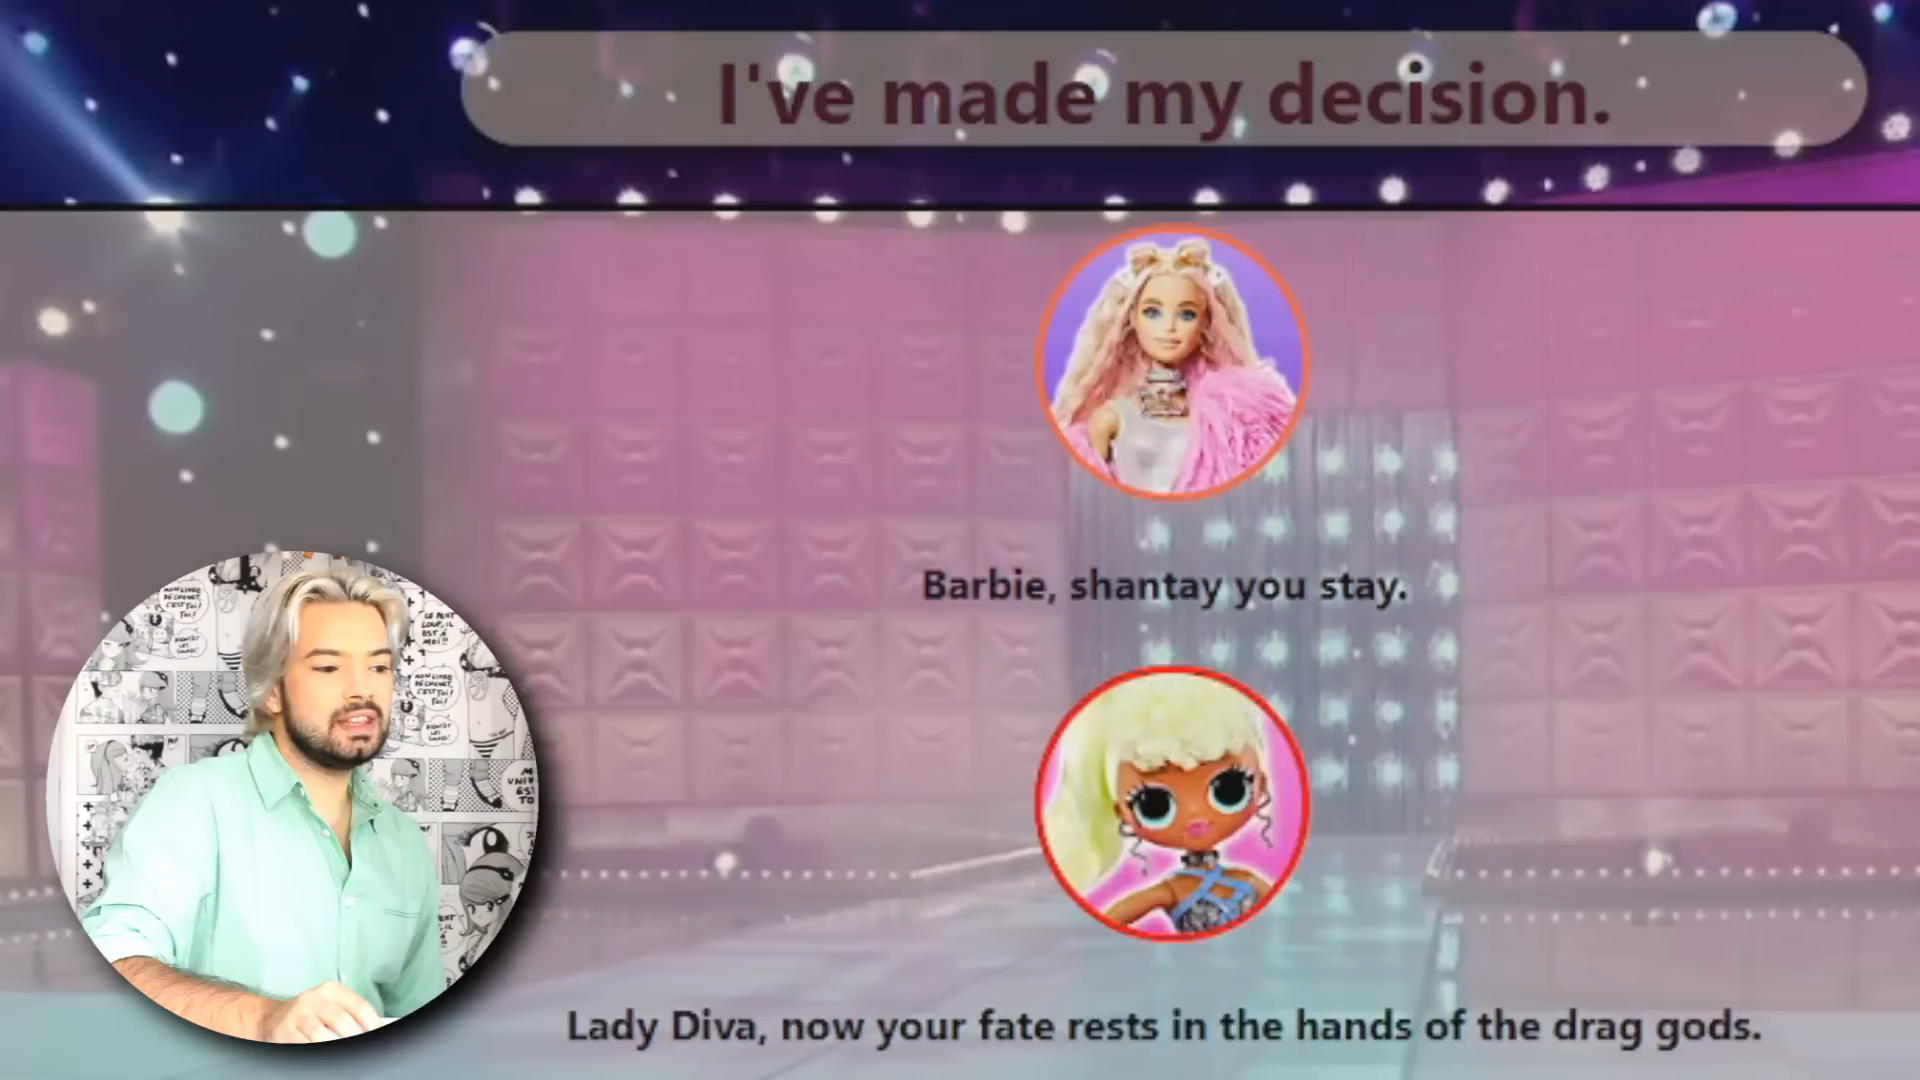 I've made my decision.
Barbie, shantay you stay.
Lady Diva, now your fate rests in the hands of the drag gods.